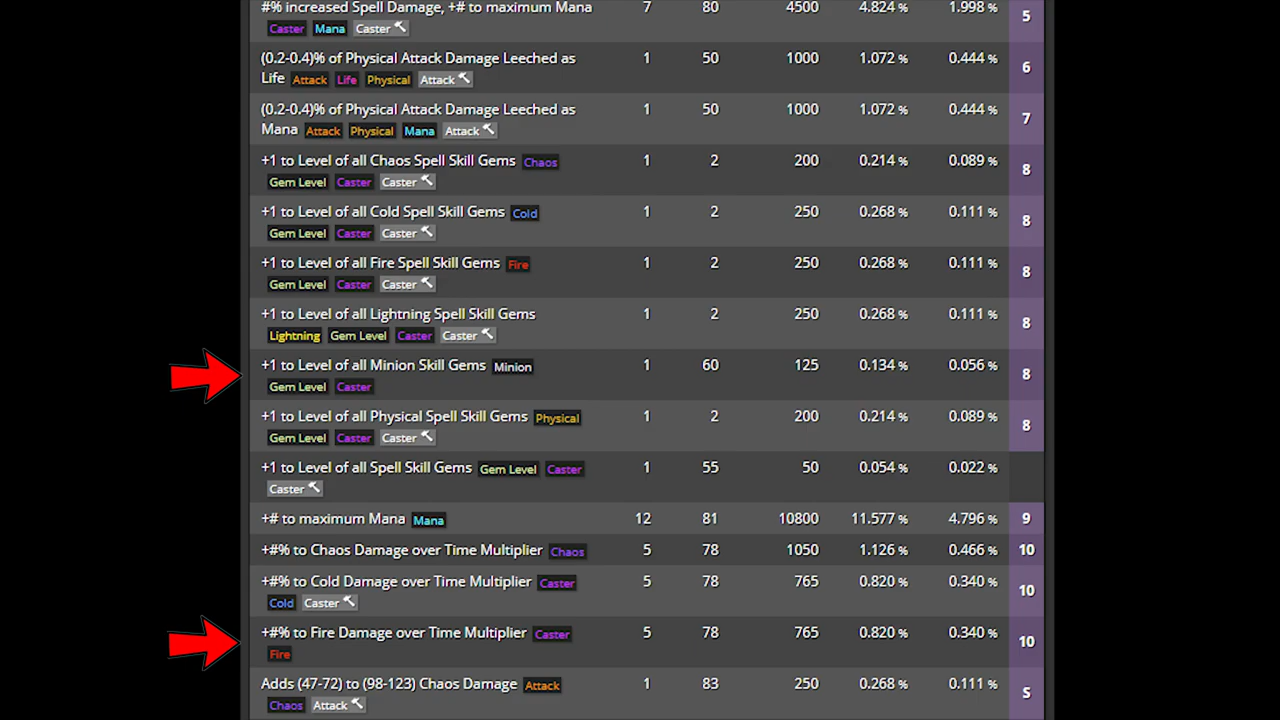 #% increased Spell Damage, +# to maximum Mana 7 80 4500 4.824 % 1.998 % 5
Caster Mana Caster
(0.2-0.4)% of Physical Attack Damage Leeched as 1 50 1000 1.072 % 0.444 % 6
Life Attack Life Physical Attack
(0.2-0.4)% of Physical Attack Damage Leeched as 1 50 1000 1.072 % 0.444 % 7
Mana Attack Physical Mana Attack
+1 to Level of all Chaos Spell Skill Gems Chaos 1 2 200 0.214 % 0.089 % 8
Gem Level Caster Caster
+1 to Level of all Cold Spell Skill Gems Cold 1 2 250 0.268 % 0.111 % 8
Gem Level Caster Caster
+1 to Level of all Fire Spell Skill Gems Fire 1 2 250 0.268 % 0.111 % 8
Gem Level Caster Caster
+1 to Level of all Lightning Spell Skill Gems 1 2 250 0.268 % 0.111 % 8
Lightning Gem Level Caster Caster
+1 to Level of all Minion Skill Gems Minion 1 60 125 0.134 % 0.056 % 8
Gem Level Caster
+1 to Level of all Physical Spell Skill Gems Physical 1 2 200 0.214 % 0.089 % 8
Gem Level Caster Caster
+1 to Level of all Spell Skill Gems Gem Level Caster 1 55 50 0.054 % 0.022 %
Caster
+# to maximum Mana Mana 12 81 10800 11.577 % 4.796 % 9
+#% to Chaos Damage over Time Multiplier Chaos 5 78 1050 1.126 % 0.466 % 10
+#% to Cold Damage over Time Multiplier Caster 5 78 765 0.820 % 0.340 % 10
Cold Caster
+#% to Fire Damage over Time Multiplier Caster 5 78 765 0.820 % 0.340 % 10
Fire
Adds (47-72) to (98-123) Chaos Damage Attack 1 83 250 0.268 % 0.111 % S
Chaos Attack